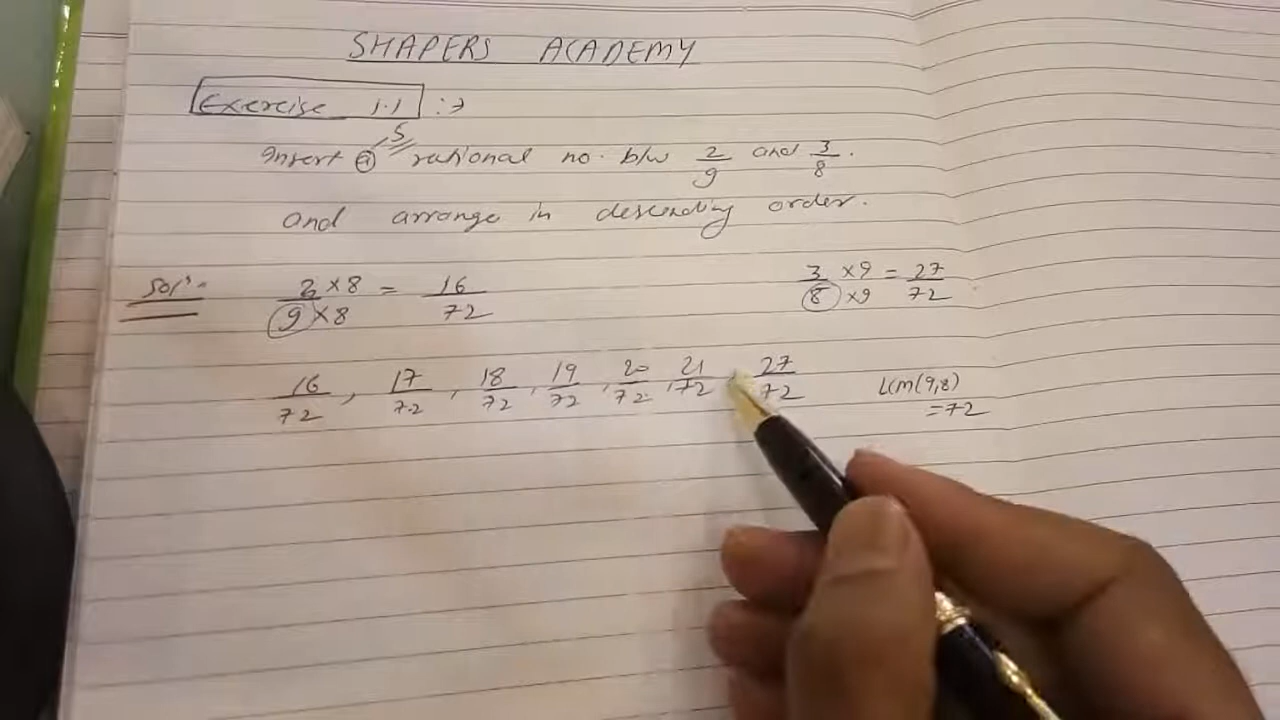 SHAPERS ACADEMY
Exercise 1.1 :→
Insert a 5 rational no. b/w 2/9 and 3/8.
and arrange in descending order.
Solⁿ- 2×8/9×8 = 16/72 3×9/8×9 = 27/72
16/72, 17/72, 18/72, 19/72, 20/72, 21/72, 27/72 LCM(9,8)
=72